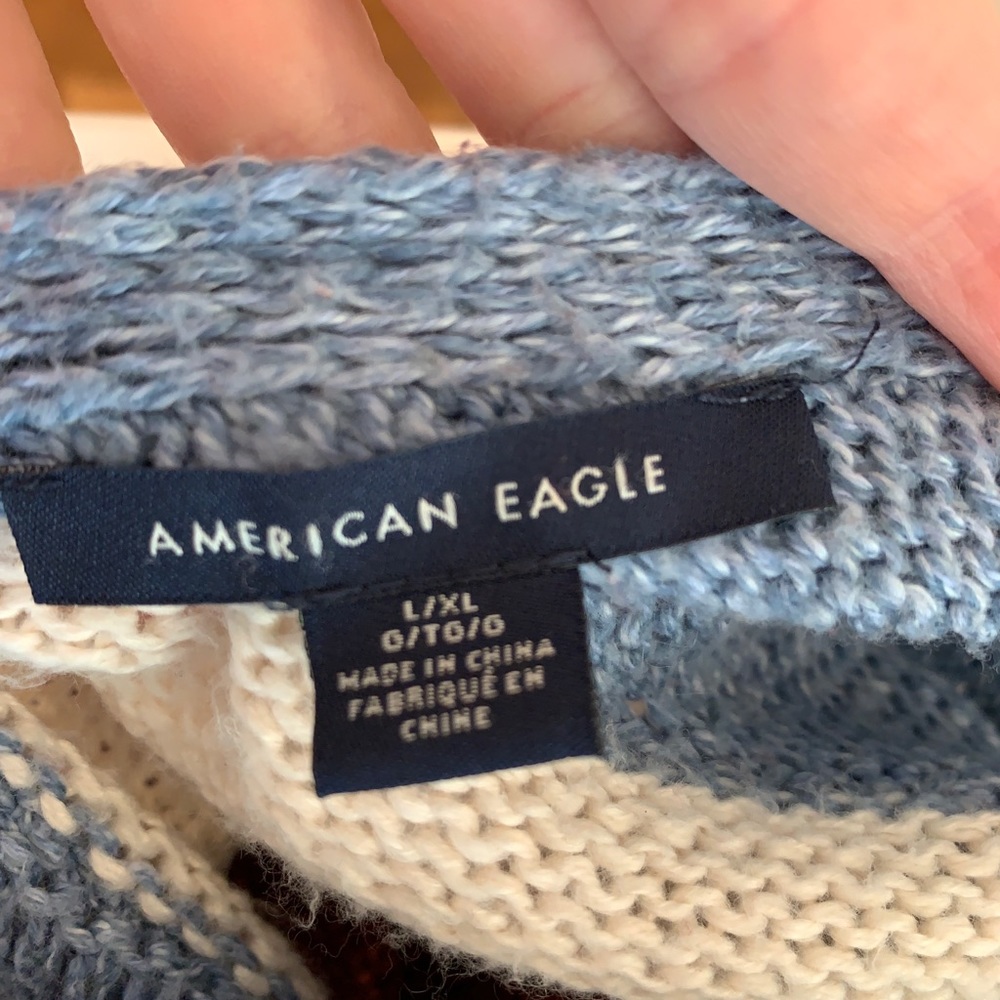 AMERICAN EAGLE
L/XL
G/TG/G
MADE IN CHINA
FABRIQUÉ EN
CHINE